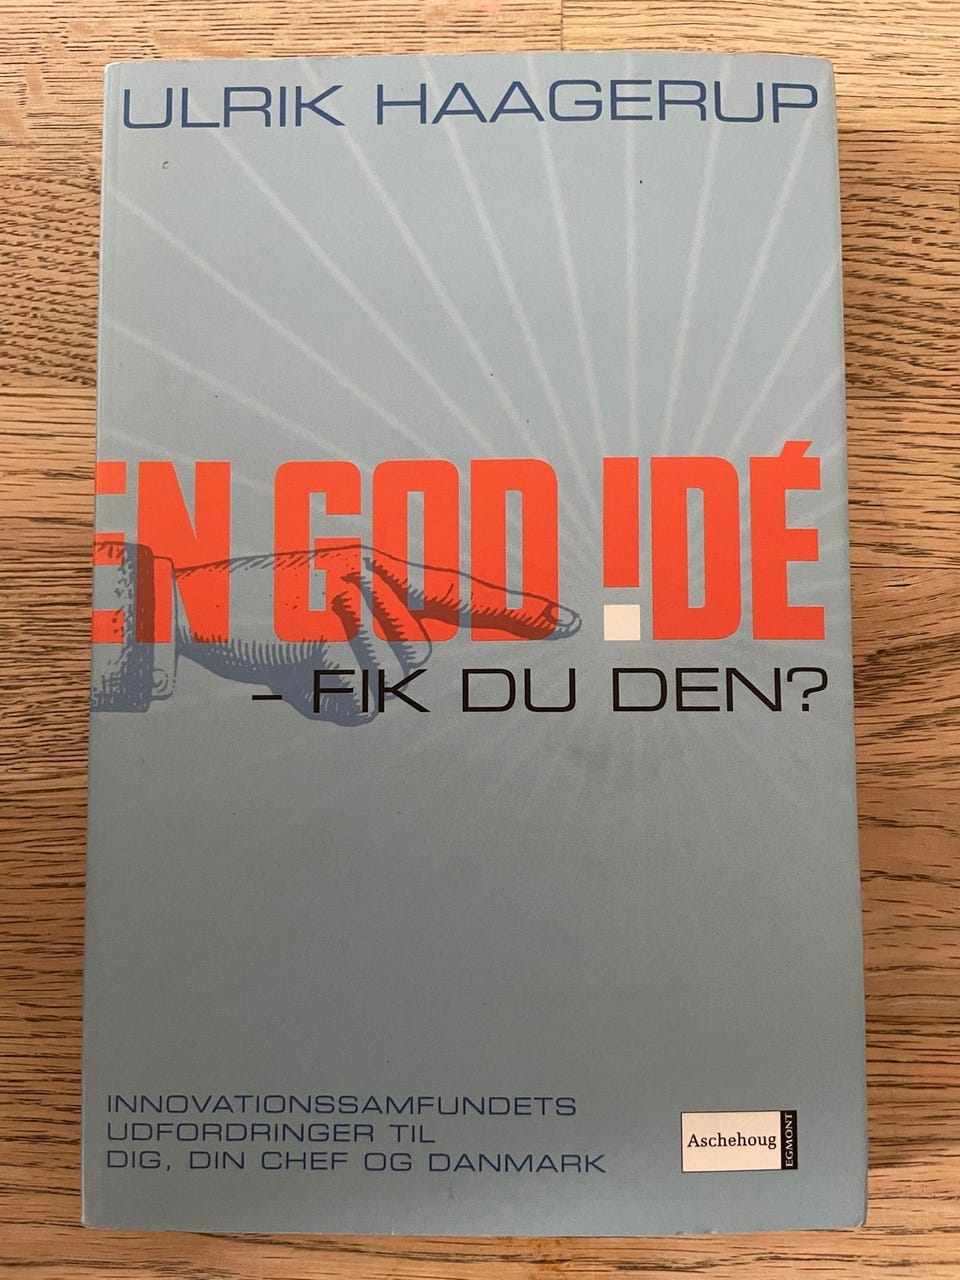 ULRIK HAAGERUP
EN GOD !DÉ
– FIK DU DEN?
INNOVATIONSSAMFUNDETS
UDFORDRINGER TIL
DIG, DIN CHEF OG DANMARK
Aschehoug
EGMONT